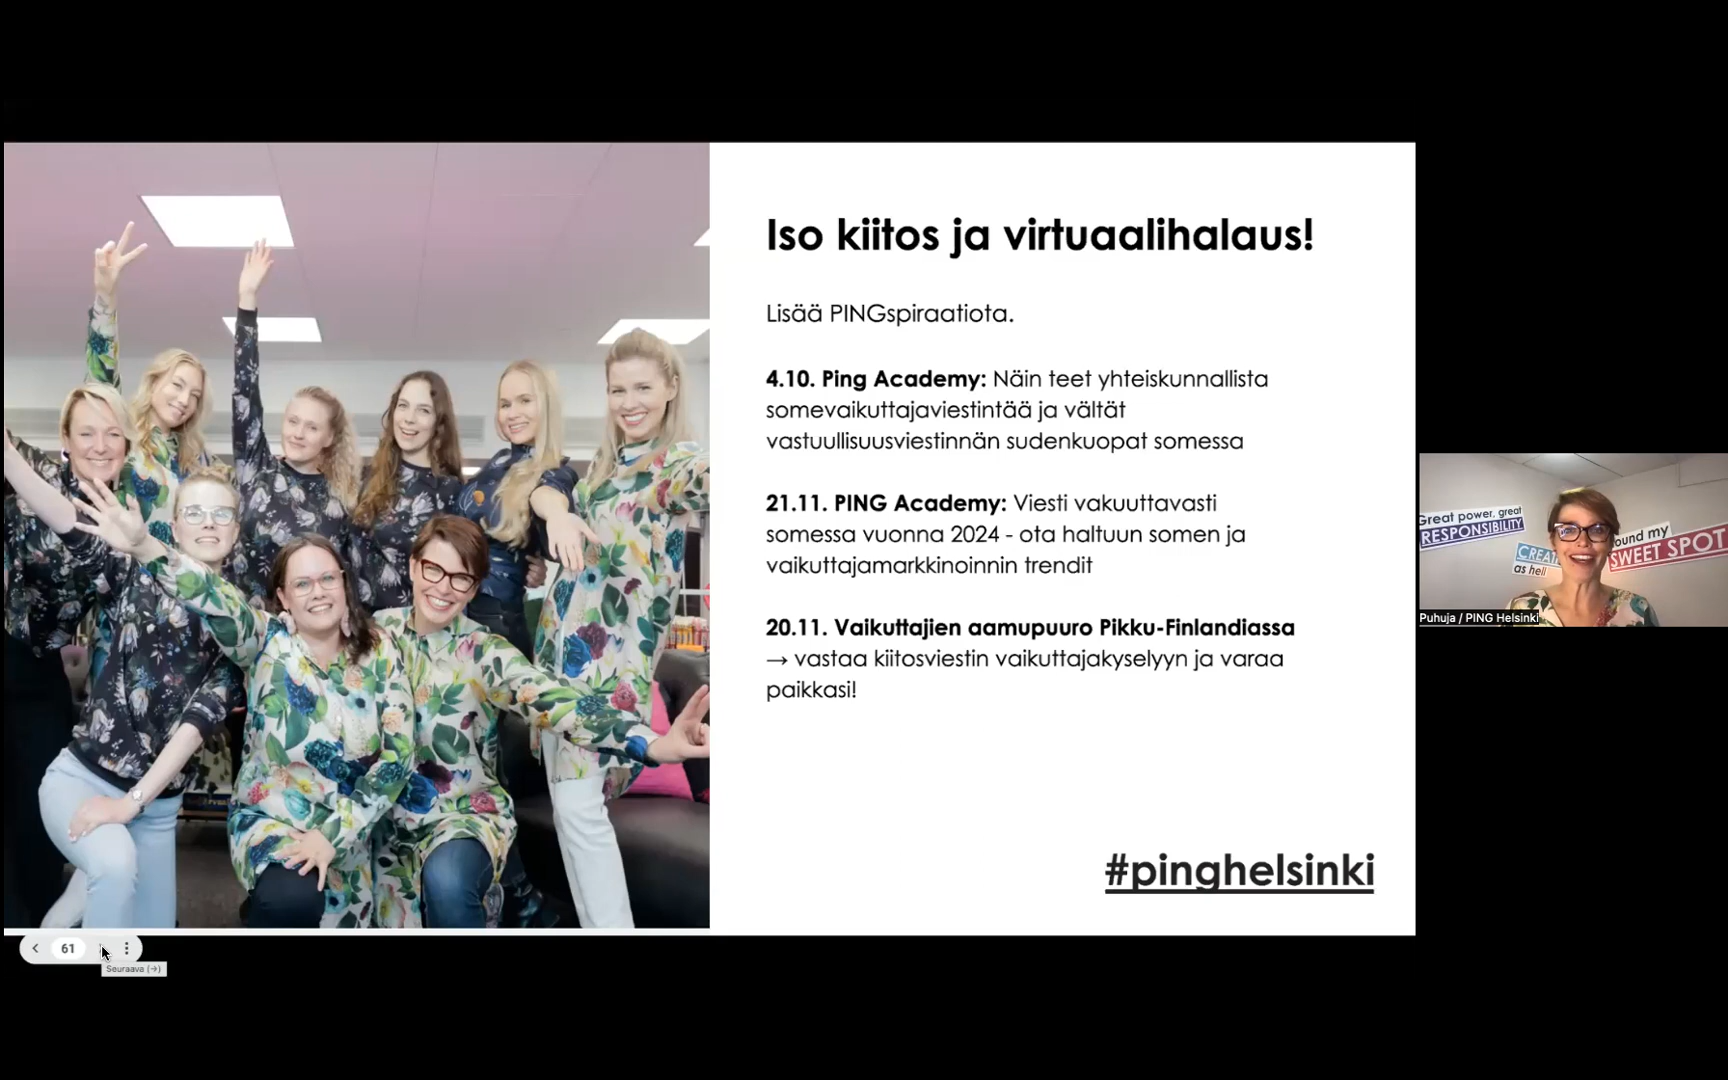 Iso kiitos ja virtuaalihalaus!
Lisää PINGspiraatiota.
4.10. Ping Academy: Näin teet yhteiskunnallista
somevaikuttajaviestintää ja vältät
vastuullisuusviestinnän sudenkuopat somessa
21.11. PING Academy: Viesti vakuuttavasti
somessa vuonna 2024 - ota haltuun somen ja
vaikuttajamarkkinoinnin trendit
20.11. Vaikuttajien aamupuuro Pikku-Finlandiassa
→ vastaa kiitosviestin vaikuttajakyselyyn ja varaa
paikkasi!
#pinghelsinki
61
Seuraava (→)
Great power, great
RESPONSIBILITY
as hell
ound my
SWEET SPOT
Puhuja / PING Helsinki